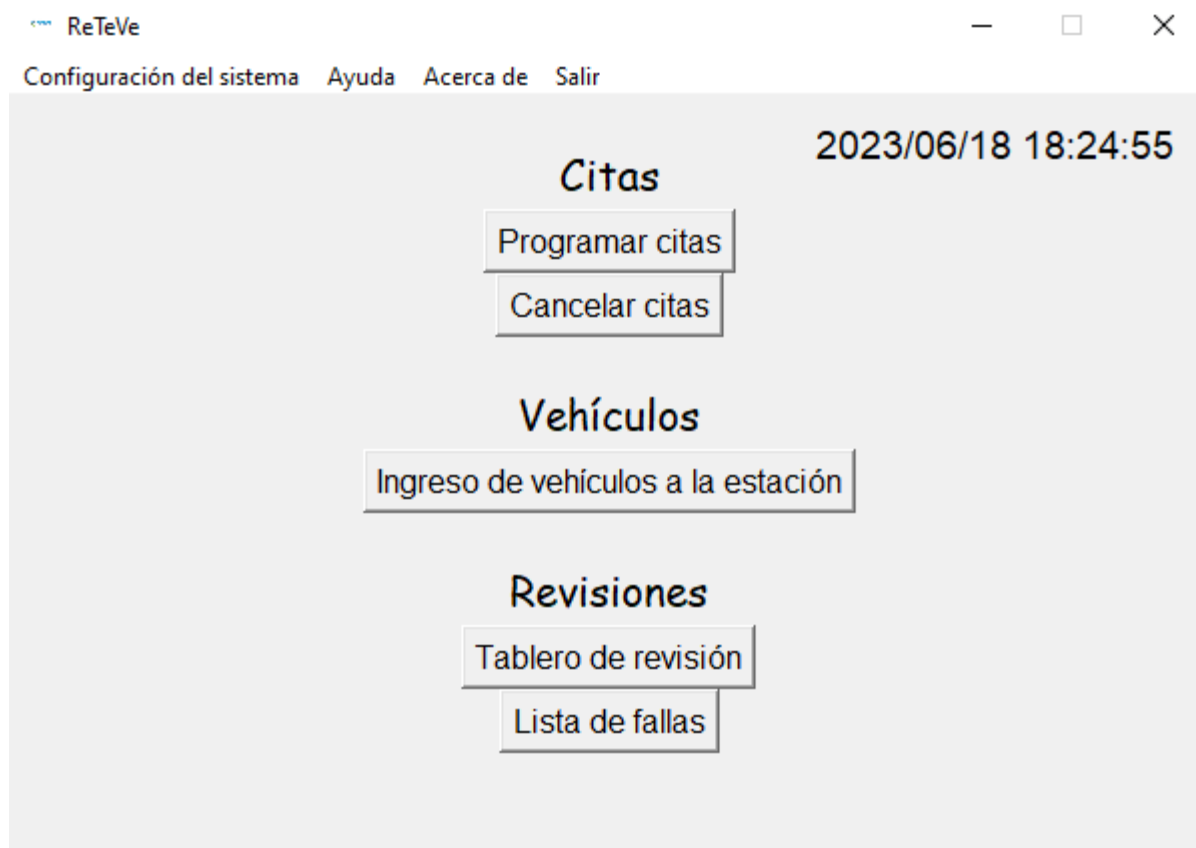 ReTeVe
Configuración del sistema Ayuda Acerca de Salir
2023/06/18 18:24:55
Citas
Programar citas
Cancelar citas
Vehículos
Ingreso de vehículos a la estación
Revisiones
Tablero de revisión
Lista de fallas